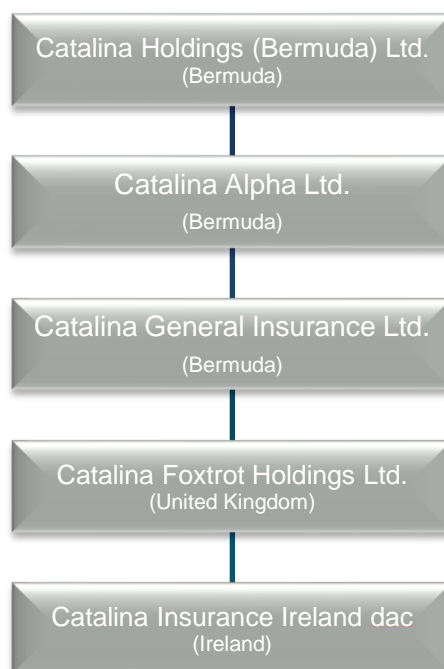 Catalina Holdings (Bermuda) Ltd.
(Bermuda)
Catalina Alpha Ltd.
(Bermuda)
Catalina General Insurance Ltd.
(Bermuda)
Catalina Foxtrot Holdings Ltd.
(United Kingdom)
Catalina Insurance Ireland dac
(Ireland)